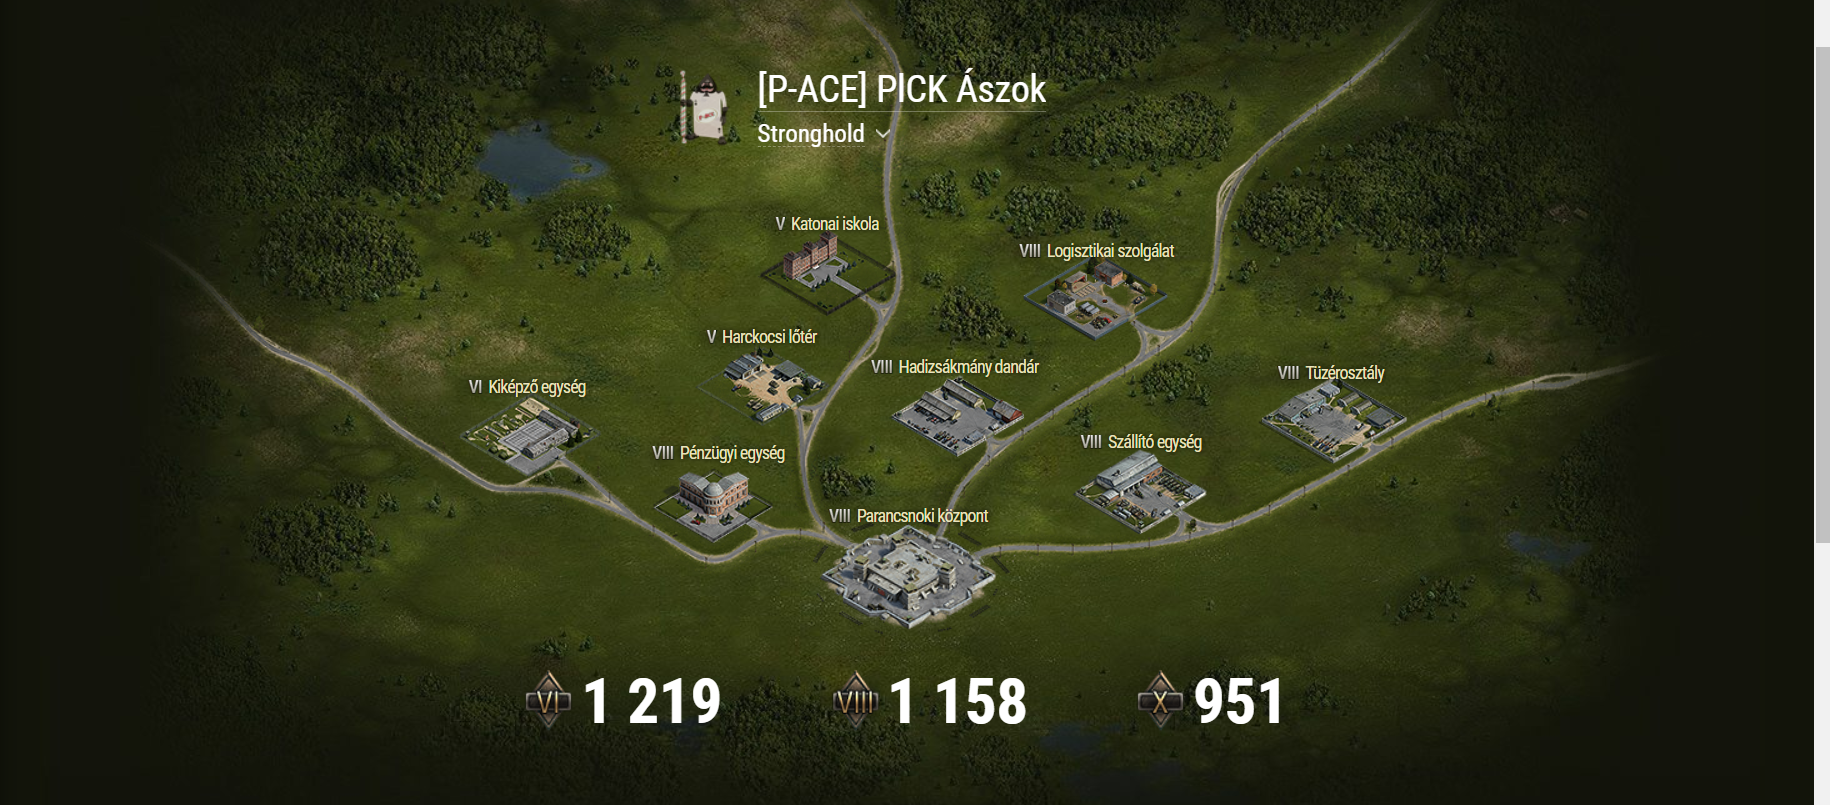 [P-ACE] PICK Ászok
Stronghold
V Katonai iskola
VIII Logisztikai szolgálat
V Harckocsi lőtér
VIII Hadizsákmány dandár
VIII Tüzérosztály
VI Kiképző egység
VIII Szállító egység
VIII Pénzügyi egység
VIII Parancsnoki központ
VI 1 219
VIII 1 158
X 951